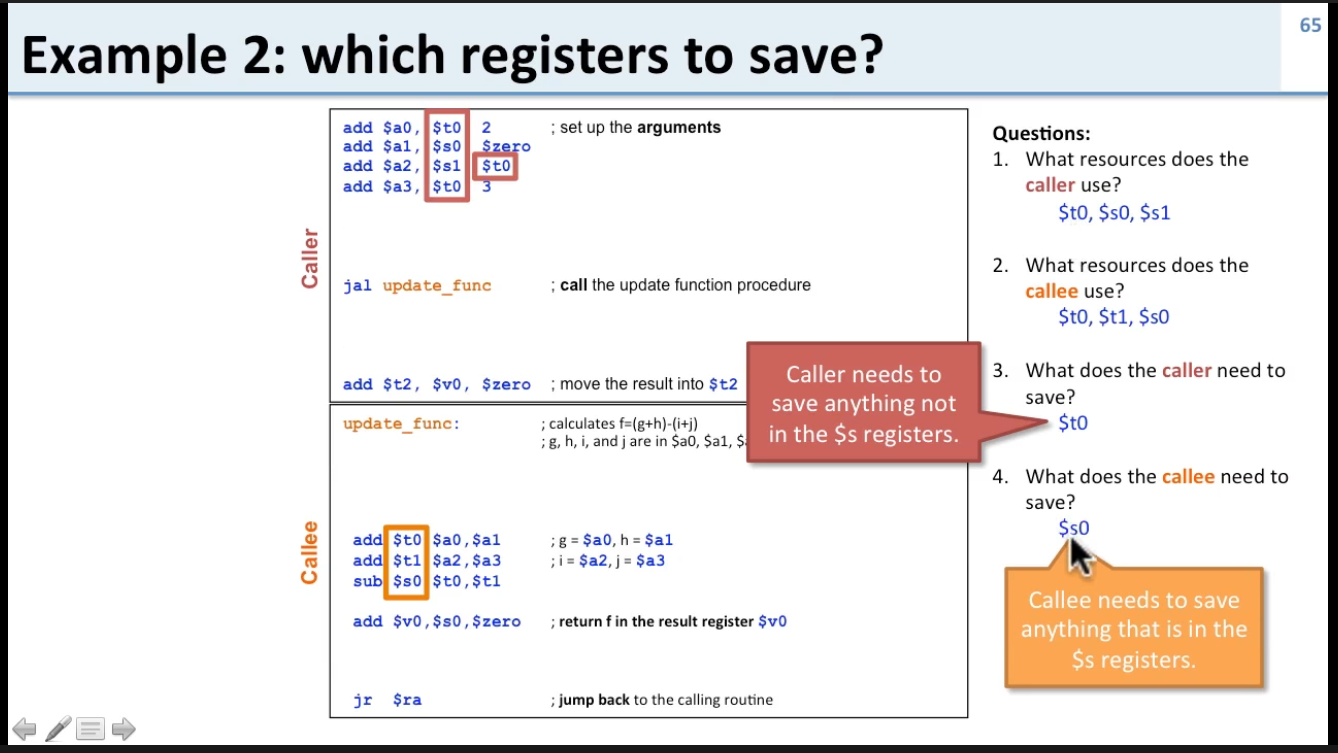 65
Example 2: which registers to save?
Caller
add $a0, $t0 2 ; set up the arguments
add $a1, $s0 $zero
add $a2, $s1 $t0
add $a3, $t0 3
jal update_func ; call the update function procedure
add $t2, $v0, $zero ; move the result into $t2
Callee
update_func: ; calculates f=(g+h)-(i+j)
; g, h, i, and j are in $a0, $a1, $
add $t0 $a0,$a1 ; g = $a0, h = $a1
add $t1 $a2,$a3 ; i = $a2, j = $a3
sub $s0 $t0,$t1
add $v0,$s0,$zero ; return f in the result register $v0
jr $ra ; jump back to the calling routine
Questions:
1. What resources does the
caller use?
$t0, $s0, $s1
2. What resources does the
callee use?
$t0, $t1, $s0
3. What does the caller need to
save?
$t0
Caller needs to
save anything not
in the $s registers.
4. What does the callee need to
save?
$s0
Callee needs to save
anything that is in the
$s registers.